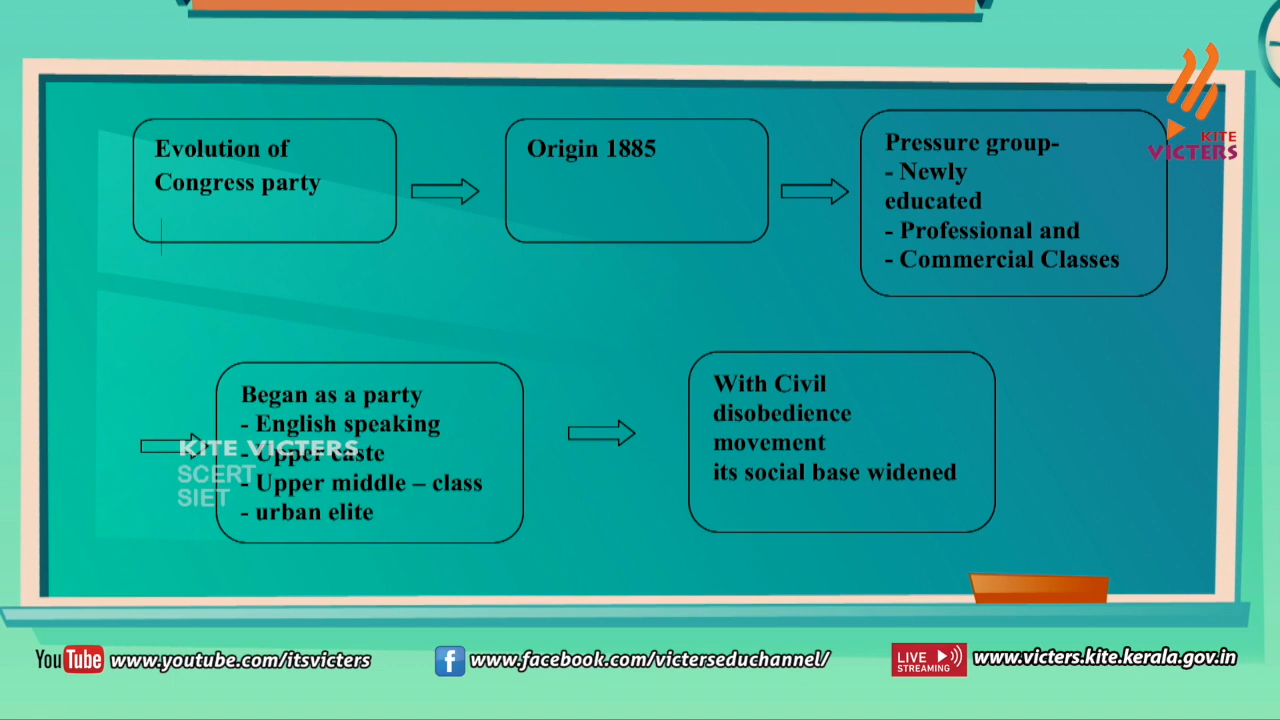 Evolution of
Congress party
Origin 1885
Pressure group-
- Newly
educated
- Professional and
- Commercial Classes
KITE
VICTERS
Began as a party
- English speaking
- Upper caste
- Upper middle – class
- urban elite
KITE VICTERS
SCERT
SIET
With Civil
disobedience
movement
its social base widened
YouTube www.youtube.com/itsvicters
f www.facebook.com/victerseduchannel/
LIVE
STREAMING
www.victers.kite.kerala.gov.in